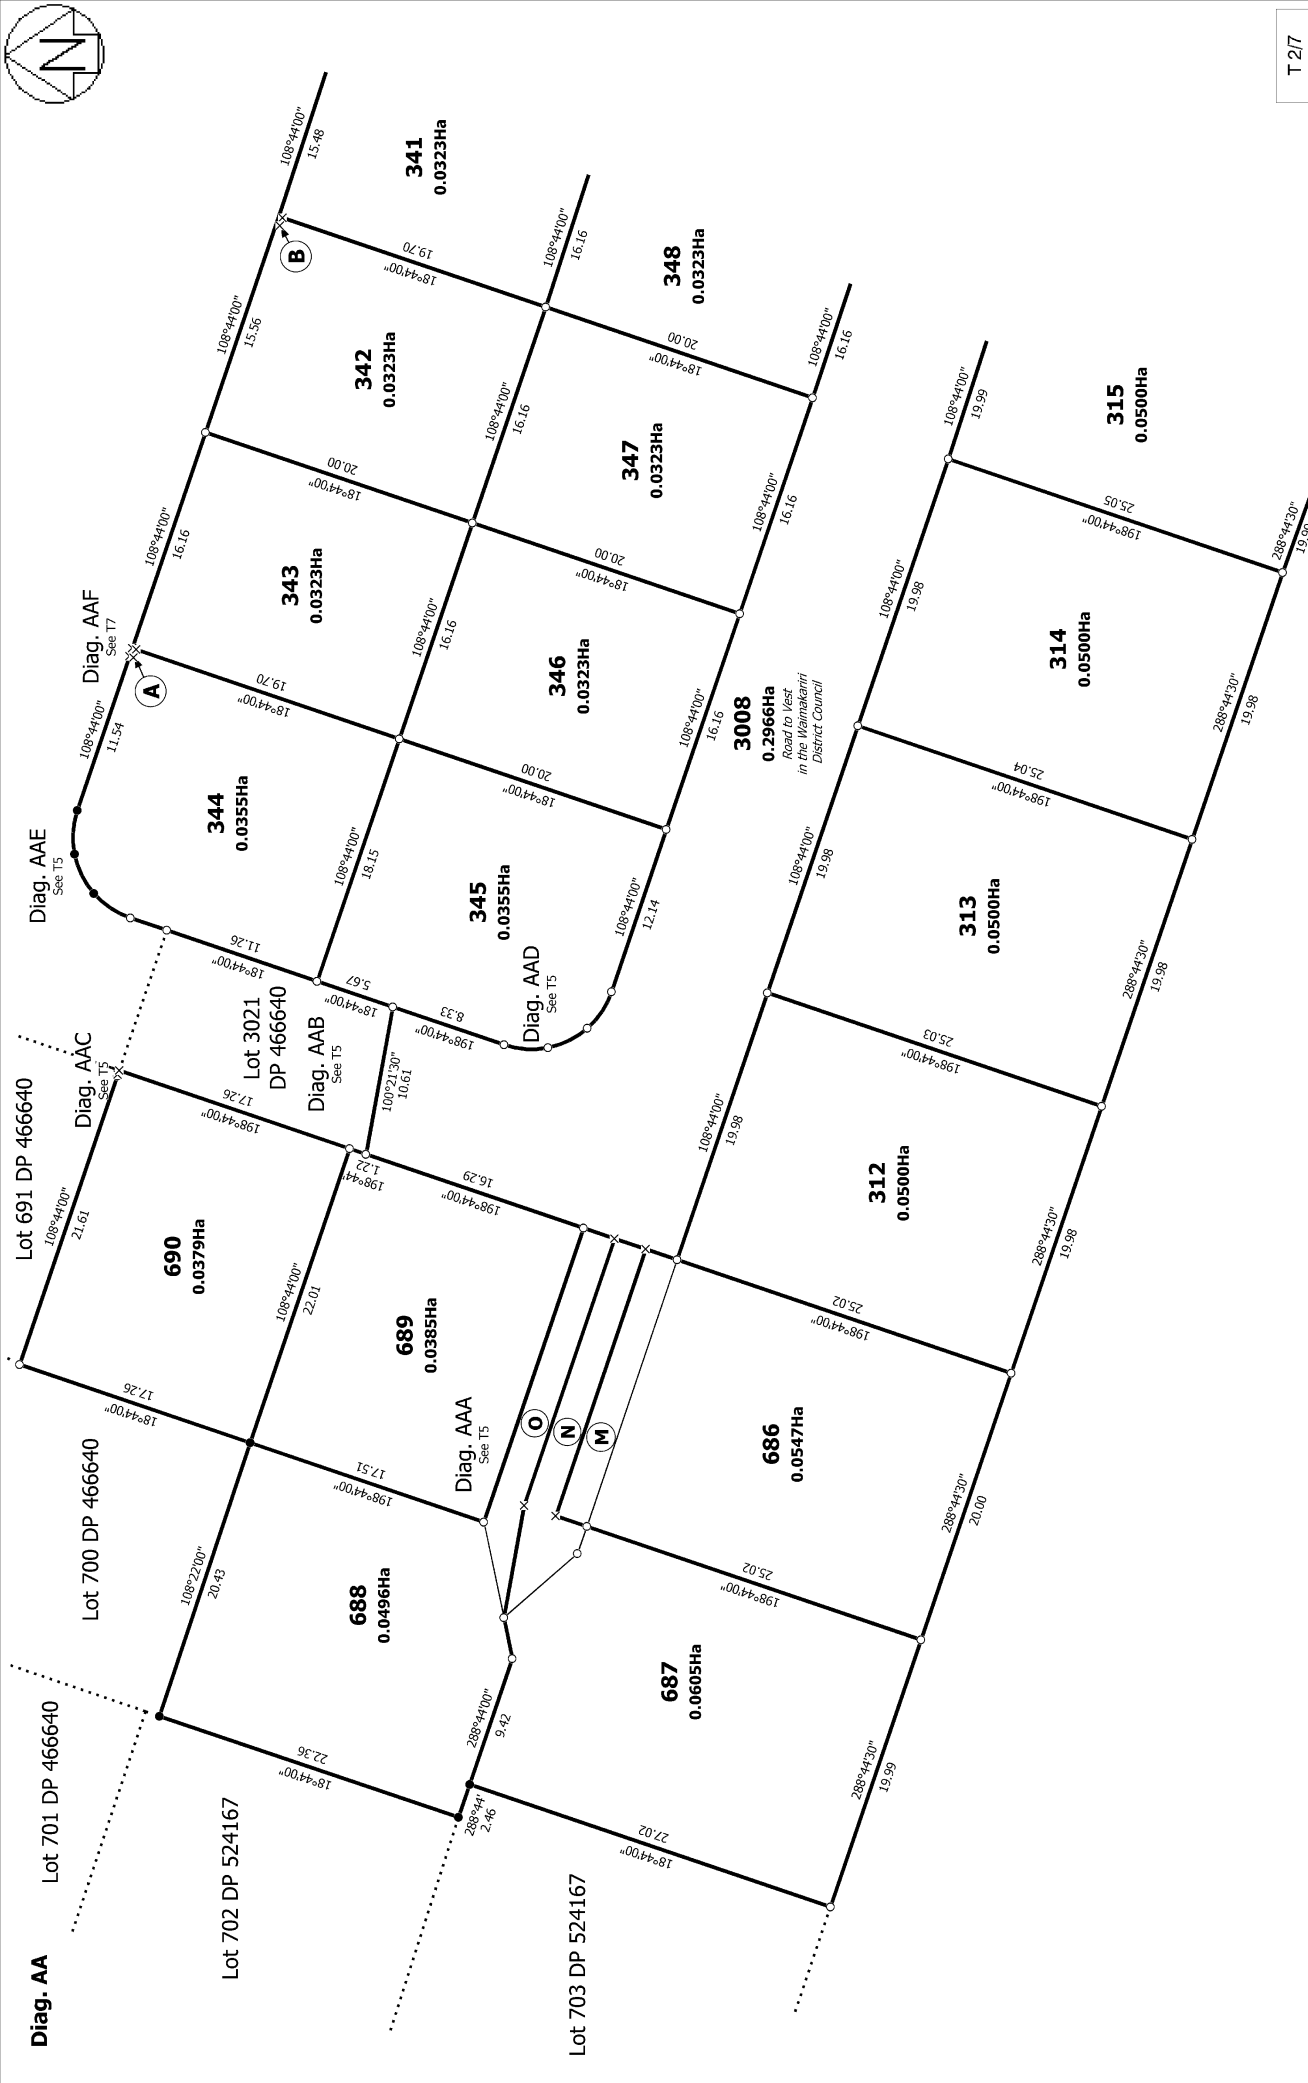 Diag. AA
N
T 2/7
Lot 701 DP 466640
Lot 700 DP 466640
Lot 691 DP 466640
Lot 702 DP 524167
Lot 703 DP 524167
Diag. AAC
See T5
Diag. AAE
See T5
Diag. AAF
See T7
Lot 3021
DP 466640
Diag. AAB
See T5
Diag. AAD
See T5
Diag. AAA
See T5
690
0.0379Ha
108°44'00"
21.61
18°44'00"
17.26
198°44'00"
17.26
108°44'00"
22.01
689
0.0385Ha
198°44'
1.22
198°44'00"
16.29
198°44'00"
17.51
100°21'30"
10.61
688
0.0496Ha
108°22'00"
20.43
18°44'00"
22.36
288°44'00"
9.42
288°44'
2.46
687
0.0605Ha
18°44'00"
27.02
288°44'30"
19.99
198°44'00"
25.02
686
0.0547Ha
288°44'30"
20.00
198°44'00"
25.02
O
N
M
344
0.0355Ha
108°44'00"
11.54
18°44'00"
11.26
18°44'00"
19.70
108°44'00"
18.15
A
345
0.0355Ha
18°44'00"
5.67
198°44'00"
8.33
108°44'00"
12.14
18°44'00"
20.00
343
0.0323Ha
108°44'00"
16.16
18°44'00"
20.00
108°44'00"
16.16
346
0.0323Ha
18°44'00"
20.00
108°44'00"
16.16
342
0.0323Ha
108°44'00"
15.56
18°44'00"
19.70
108°44'00"
16.16
B
347
0.0323Ha
18°44'00"
20.00
108°44'00"
16.16
341
0.0323Ha
108°44'00"
15.48
108°44'00"
16.16
348
0.0323Ha
108°44'00"
16.16
3008
0.2966Ha
Road to Vest
in the Waimakariri
District Council
312
0.0500Ha
108°44'00"
19.98
198°44'00"
25.03
288°44'30"
19.98
313
0.0500Ha
108°44'00"
19.98
198°44'00"
25.04
288°44'30"
19.98
314
0.0500Ha
108°44'00"
19.98
198°44'00"
25.05
288°44'30"
19.98
315
0.0500Ha
108°44'00"
19.99
288°44'30"